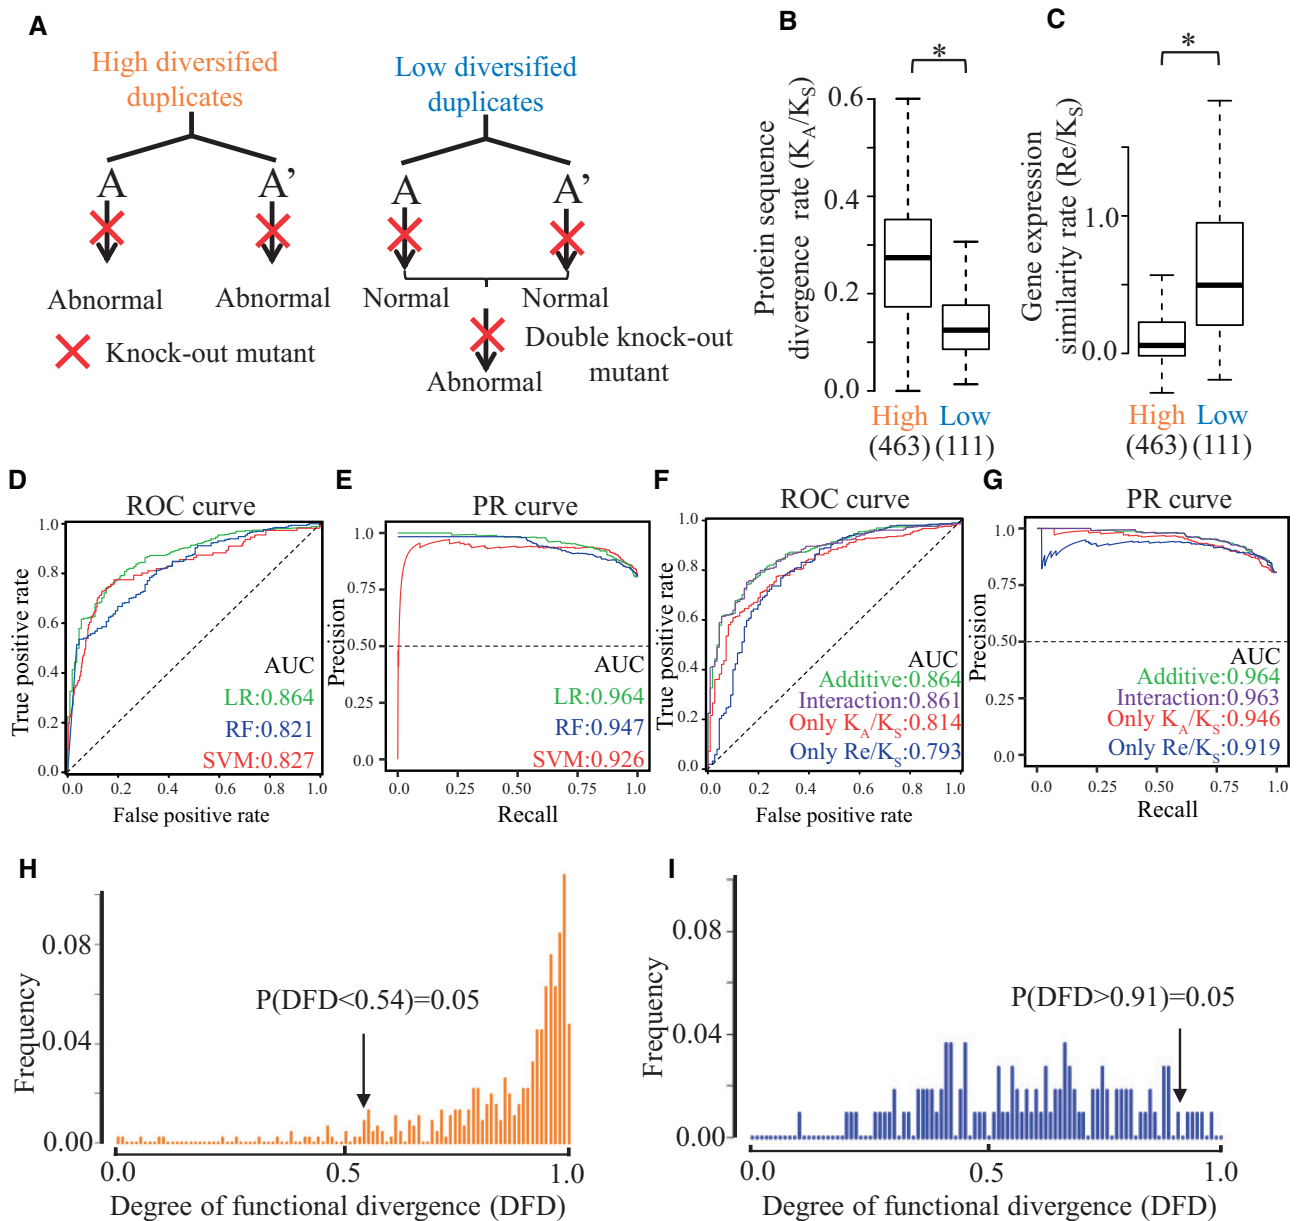 A
High diversified
duplicates
Low diversified
duplicates
A
A'
A
A'
Abnormal
Abnormal
Normal
Normal
Knock-out mutant
Double knock-out
mutant
Abnormal
B
*
Protein sequence
divergence rate (KA/KS)
0.6
0.4
0.2
0.0
High
Low
(463)
(111)
C
*
Gene expression
similarity rate (Re/KS)
1.0
0.0
High
Low
(463)
(111)
D
ROC curve
True positive rate
1.0
0.8
0.6
0.4
0.2
0.0
AUC
LR:0.864
RF:0.821
SVM:0.827
0.0 0.2 0.4 0.6 0.8 1.0
False positive rate
E
PR curve
Precision
1.0
0.75
0.50
0.25
0.0
AUC
LR:0.964
RF:0.947
SVM:0.926
0.0 0.25 0.50 0.75 1.0
Recall
F
ROC curve
True positive rate
1.0
0.8
0.6
0.4
0.2
0.0
AUC
Additive:0.864
Interaction:0.861
Only KA/KS:0.814
Only Re/KS:0.793
0.0 0.2 0.4 0.6 0.8 1.0
False positive rate
G
PR curve
Precision
1.0
0.75
0.50
0.25
0.0
AUC
Additive:0.964
Interaction:0.963
Only KA/KS:0.946
Only Re/KS:0.919
0.0 0.25 0.50 0.75 1.0
Recall
H
Frequency
0.08
0.04
0.00
P(DFD<0.54)=0.05
0.0 0.5 1.0
Degree of functional divergence (DFD)
I
Frequency
0.08
0.04
0.00
P(DFD>0.91)=0.05
0.0 0.5 1.0
Degree of functional divergence (DFD)